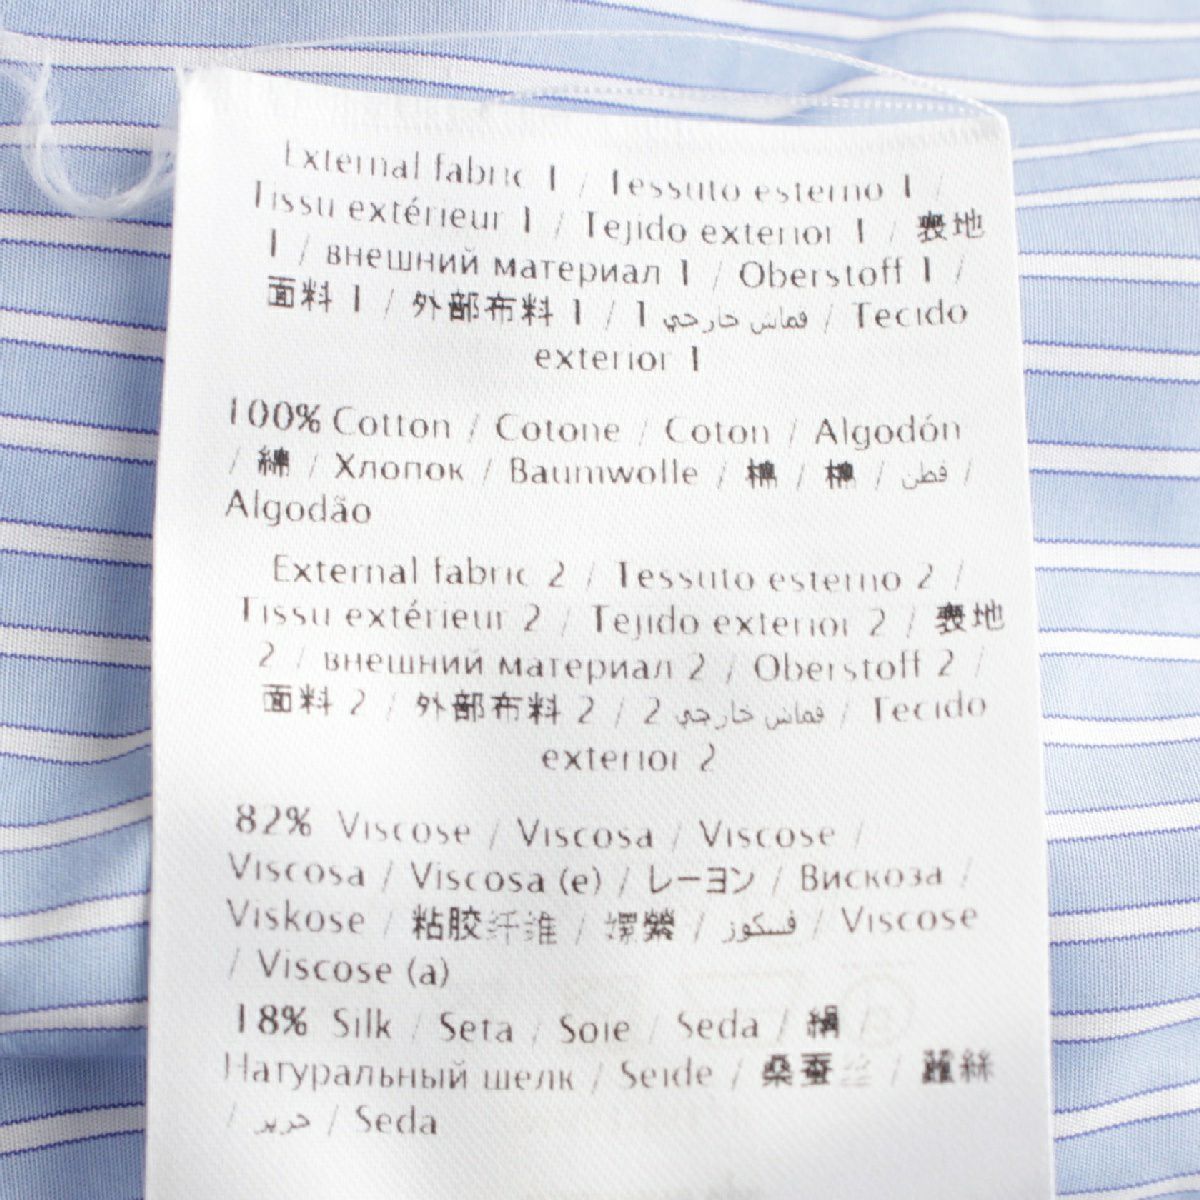 External fabric 1 / Tessuto esterno 1 /
Tissu extérieur 1 / Tejido exterior 1 / 表地
1 / внешний материал 1 / Oberstoff 1 /
面料 1 / 外部布料 1 / 1 قماش خارجي / Tecido
exterior 1
100% Cotton / Cotone / Coton / Algodón
/ 綿 / Хлопок / Baumwolle / 棉 / 棉 / قطن /
Algodão
External fabric 2 / Tessuto esterno 2 /
Tissu extérieur 2 / Tejido exterior 2 / 表地
2 / внешний материал 2 / Oberstoff 2 /
面料 2 / 外部布料 2 / 2 قماش خارجي / Tecido
exterior 2
82% Viscose / Viscosa / Viscose /
Viscosa / Viscosa (e) / レーヨン / Вискоза /
Viskose / 粘胶纤维 / 嫘縈 / فسكوز / Viscose
/ Viscose (a)
18% Silk / Seta / Soie / Seda / 絹 /
Натуральный шелк / Seide / 桑蚕丝 / 蠶絲
/ حرير / Seda